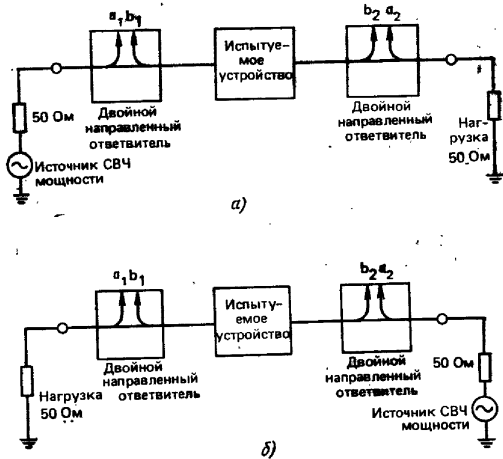 a₁ b₁
b₂ a₂
Испытуе-
мое
устройство
50 Ом
Двойной
направленный
ответвитель
Двойной
направленный
ответвитель
Наг-
рузка
50 Ом
Источник СВЧ
мощности
а)
a₁ b₁
b₂ a₂
Испыту-
емое
устройство
Нагрузка
50 Ом
Двойной
направленный
ответвитель
Двойной
направленный
ответвитель
50 Ом
Источник СВЧ
мощности
б)